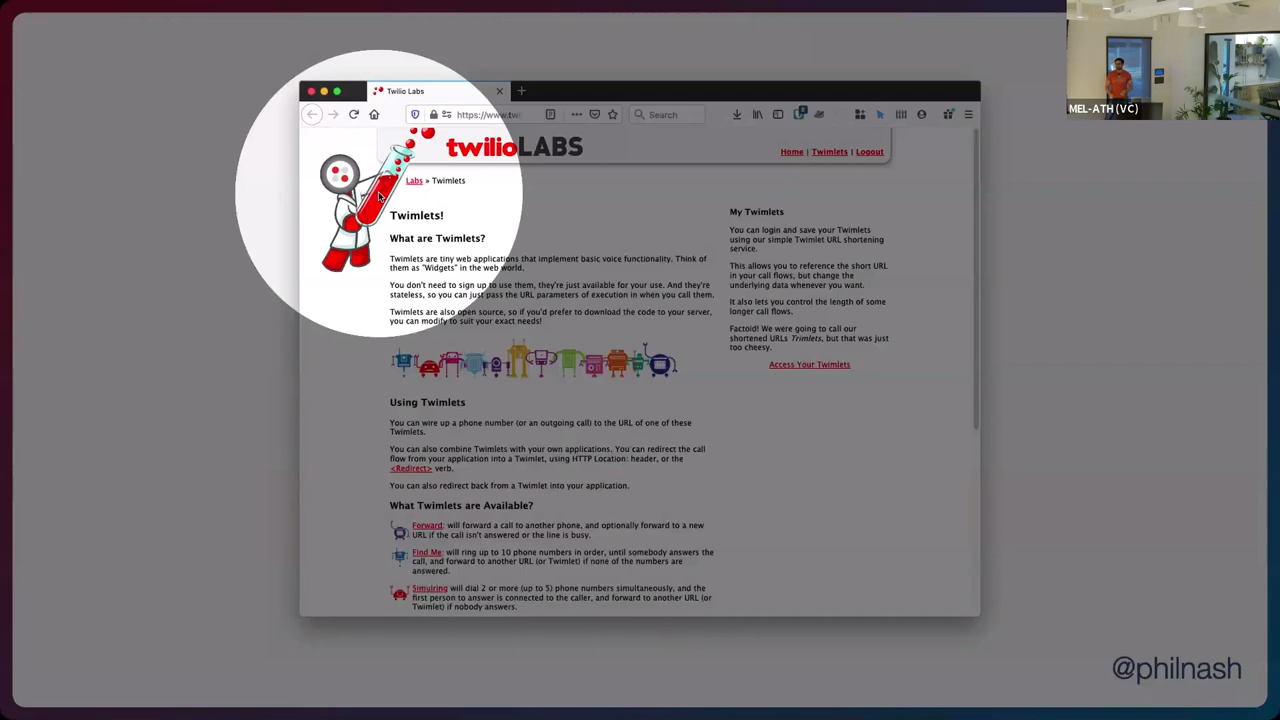 MEL-ATH (VC)
Twilio Labs
https://www.tw
Search
twilioLABS
Home | Twimlets | Logout
Labs » Twimlets
Twimlets!
What are Twimlets?
Twimlets are tiny web applications that implement basic voice functionality. Think of
them as "Widgets" in the web world.
You don't need to sign up to use them, they're just available for your use. And they're
stateless, so you can just pass the URL parameters of execution in when you call them.
Twimlets are also open source, so if you'd prefer to download the code to your server,
you can modify to suit your exact needs!
My Twimlets
You can login and save your Twimlets
using our simple Twimlet URL shortening
service.
This allows you to reference the short URL
in your call flows, but change the
underlying data whenever you want.
It also lets you control the length of some
longer call flows.
Factoid! We were going to call our
shortened URLs Trimlets, but that was just
too cheesy.
Access Your Twimlets
Using Twimlets
You can wire up a phone number (or an outgoing call) to the URL of one of these
Twimlets.
You can also combine Twimlets with your own applications. You can redirect the call
flow from your application into a Twimlet, using HTTP Location: header, or the
<Redirect> verb.
You can also redirect back from a Twimlet into your application.
What Twimlets are Available?
Forward: will forward a call to another phone, and optionally forward to a new
URL if the call isn't answered or the line is busy.
Find Me: will ring up to 10 phone numbers in order, until somebody answers the
call, and forward to another URL (or Twimlet) if none of the numbers are
answered.
Simulring will dial 2 or more (up to 5) phone numbers simultaneously, and the
first person to answer is connected to the caller, and forward to another URL (or
Twimlet) if nobody answers.
@philnash